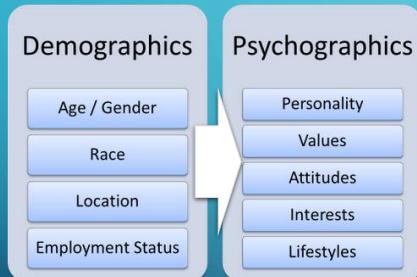 Demographics
Age / Gender
Race
Location
Employment Status
Psychographics
Personality
Values
Attitudes
Interests
Lifestyles